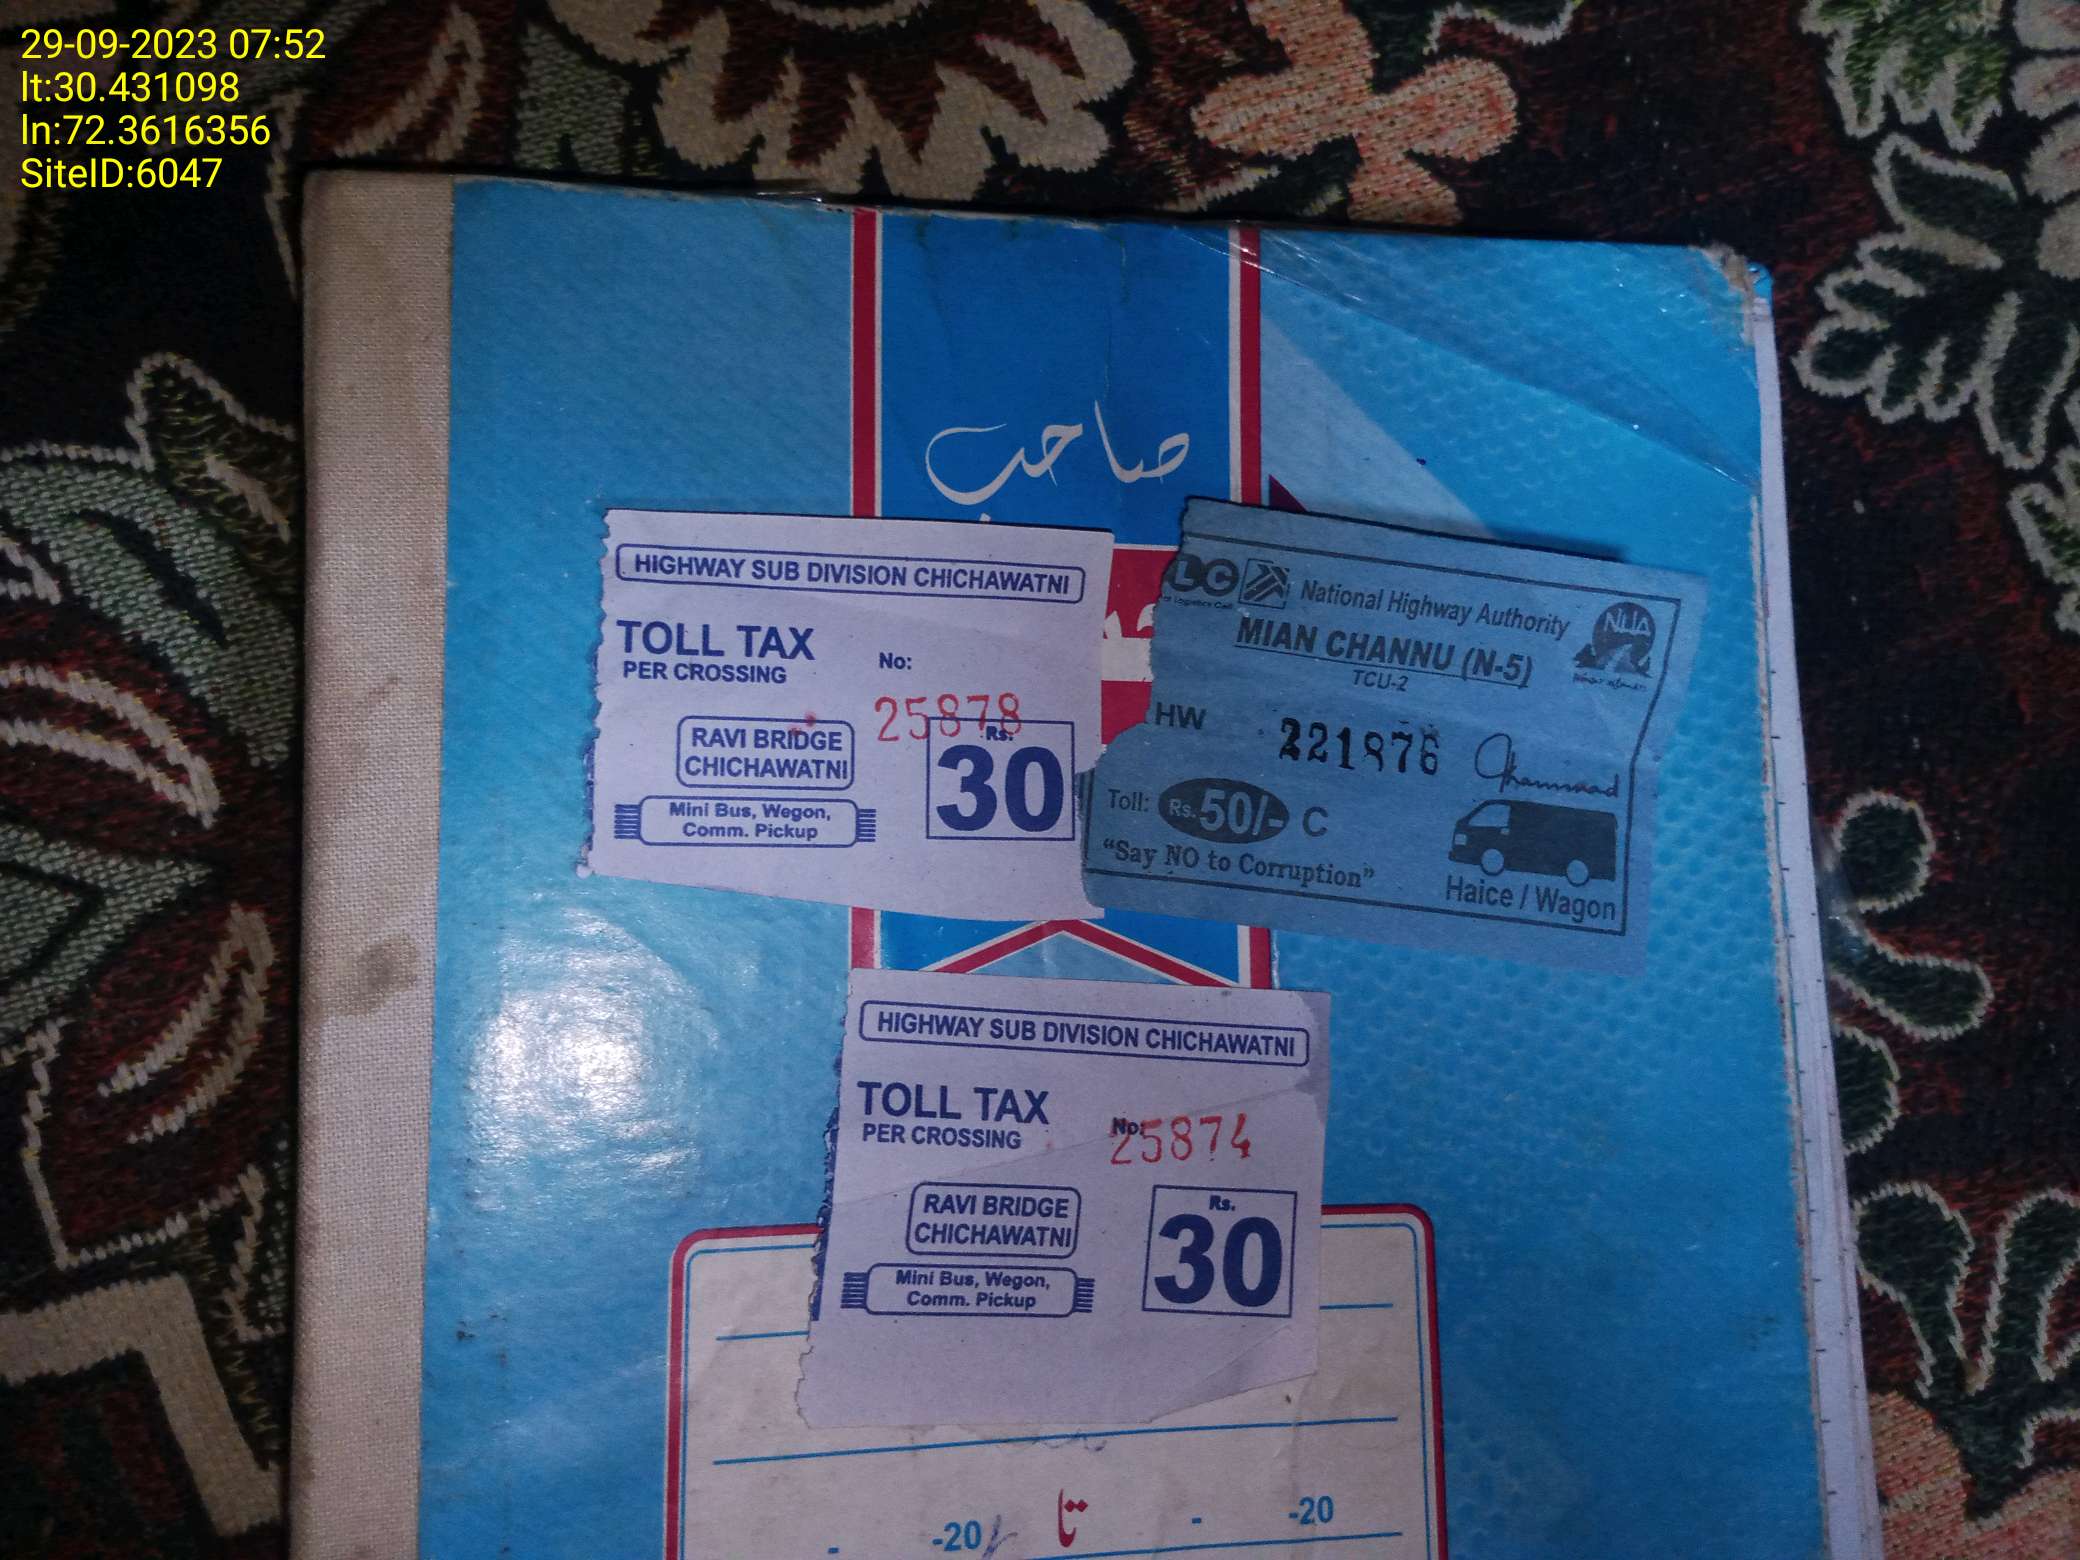 29-09-2023 07:52
lt:30.431098
ln:72.3616356
SiteID:6047
صاحب
HIGHWAY SUB DIVISION CHICHAWATNI
TOLL TAX
PER CROSSING
No:
25878
RAVI BRIDGE
CHICHAWATNI
Mini Bus, Wegon,
Comm. Pickup
Rs.
30
LC
National Highway Authority
NHA
MIAN CHANNU (N-5)
TCU-2
HW
221876
Toll: Rs. 50/- C
"Say NO to Corruption"
Haice / Wagon
HIGHWAY SUB DIVISION CHICHAWATNI
TOLL TAX
PER CROSSING
No:
25874
RAVI BRIDGE
CHICHAWATNI
Mini Bus, Wegon,
Comm. Pickup
Rs.
30
-20 تا - -20
-